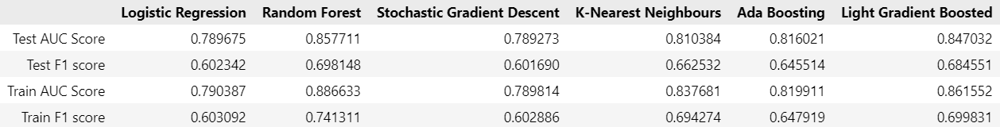 Logistic Regression Random Forest Stochastic Gradient Descent K-Nearest Neighbours Ada Boosting Light Gradient Boosted
Test AUC Score 0.789675 0.857711 0.789273 0.810384 0.816021 0.847032
Test F1 score 0.602342 0.698148 0.601690 0.662532 0.645514 0.684551
Train AUC Score 0.790387 0.886633 0.789814 0.837681 0.819911 0.861552
Train F1 score 0.603092 0.741311 0.602886 0.694274 0.647919 0.699831